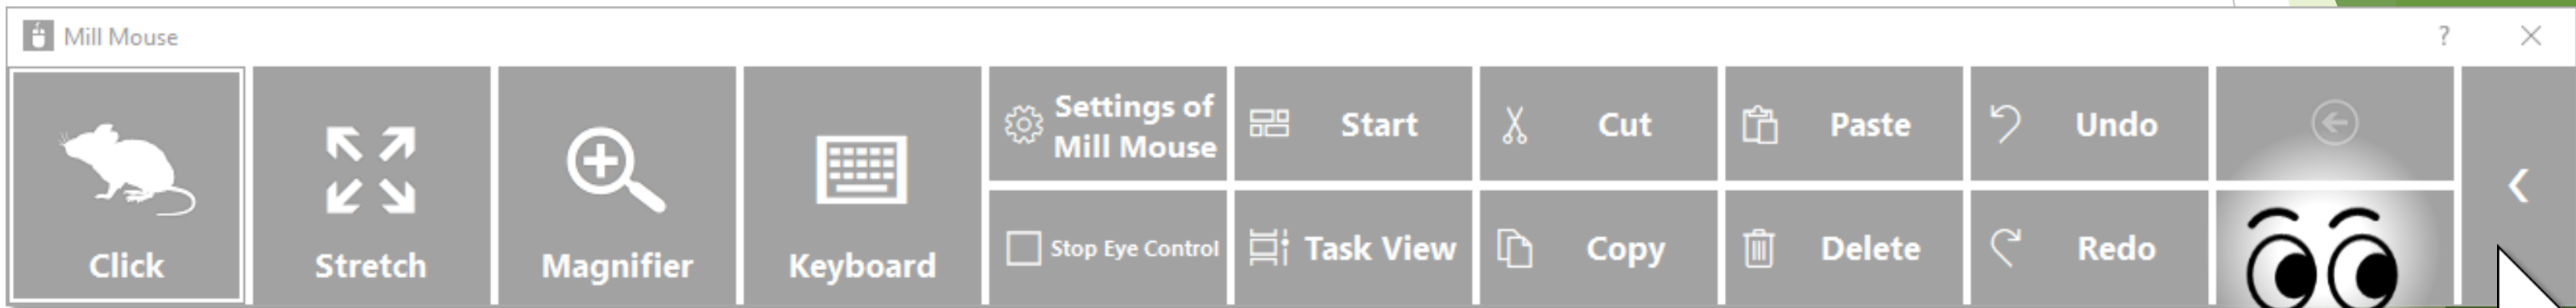 Mill Mouse
?
Click
Stretch
Magnifier
Keyboard
Settings of
Mill Mouse
Start
Cut
Paste
Undo
Stop Eye Control
Task View
Copy
Delete
Redo